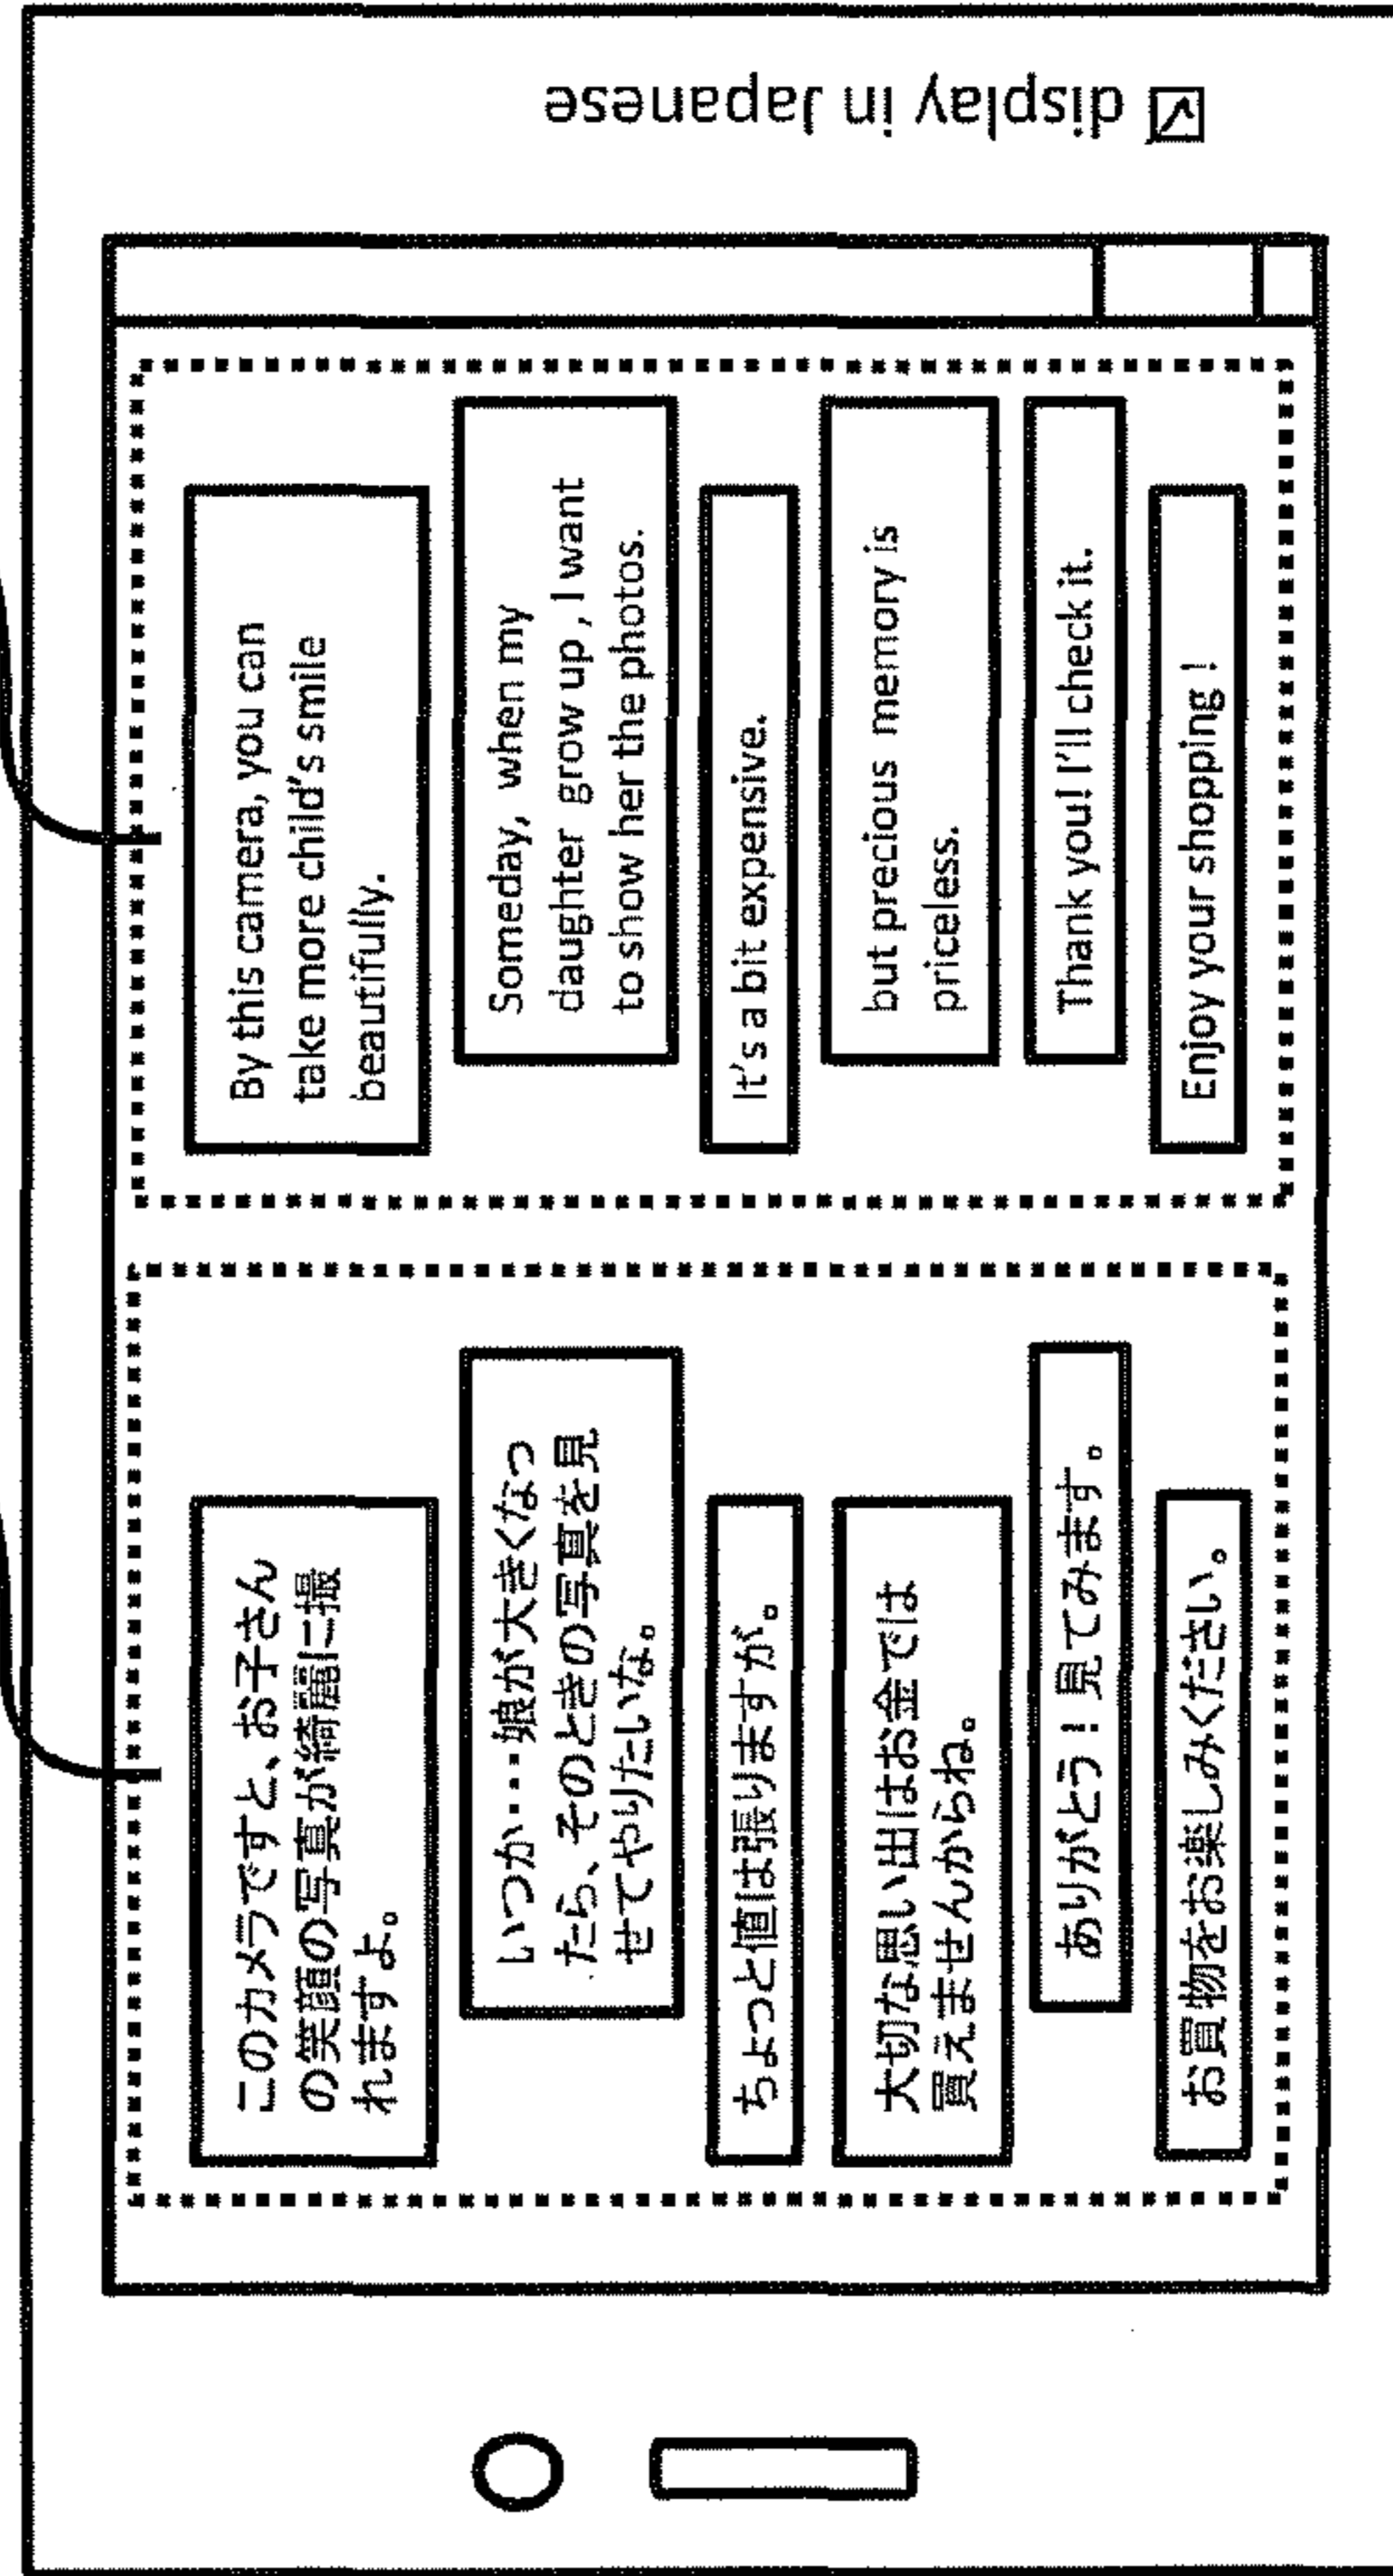 このカメラですと、お子さん
の笑顔の写真が綺麗に撮
れますよ。
いつか・・・娘が大きくなっ
たら、そのときの写真を見
せてやりたいな。
ちょっと値は張りますが。
大切な思い出はお金では
買えませんからね。
ありがとう！見てみます。
お買物をお楽しみください。
By this camera, you can
take more child's smile
beautifully.
Someday, when my
daughter grow up , I want
to show her the photos.
It's a bit expensive.
but precious memory is
priceless.
Thank you! I'll check it.
Enjoy your shopping !
display in Japanese